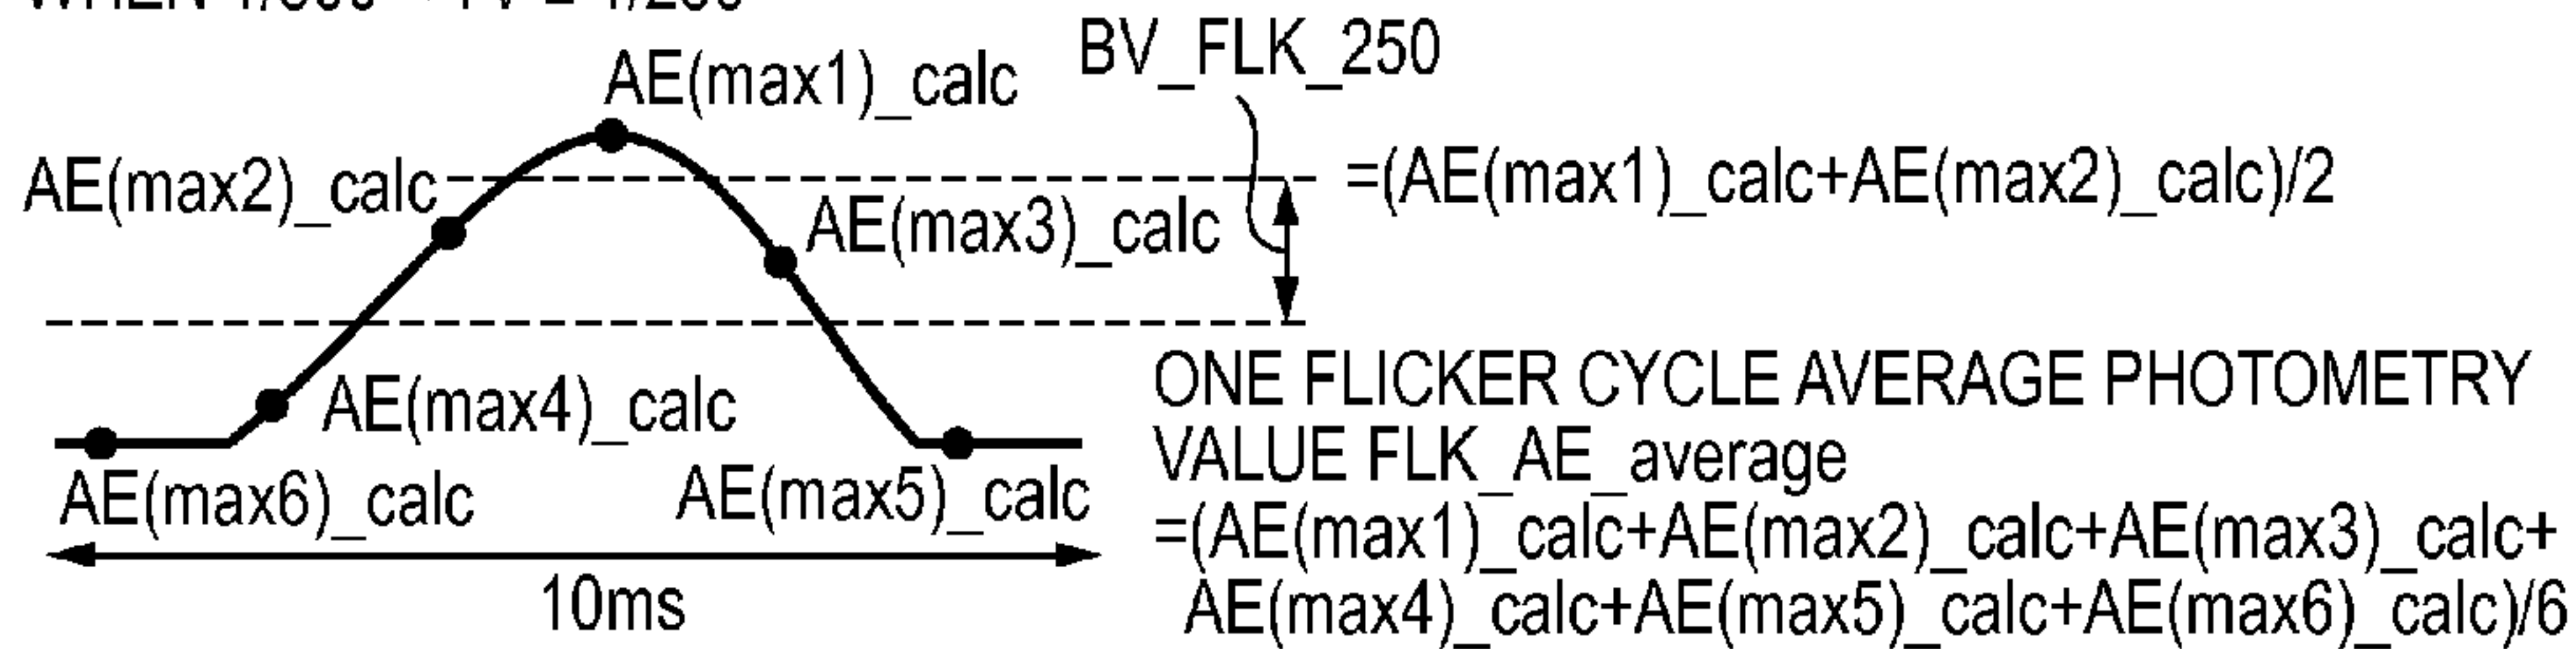 BV_FLK_250
AE(max1)_calc
AE(max2)_calc
=(AE(max1)_calc+AE(max2)_calc)/2
AE(max3)_calc
AE(max4)_calc
AE(max6)_calc
AE(max5)_calc
10ms
ONE FLICKER CYCLE AVERAGE PHOTOMETRY
VALUE FLK_AE_average
=(AE(max1)_calc+AE(max2)_calc+AE(max3)_calc+
AE(max4)_calc+AE(max5)_calc+AE(max6)_calc)/6